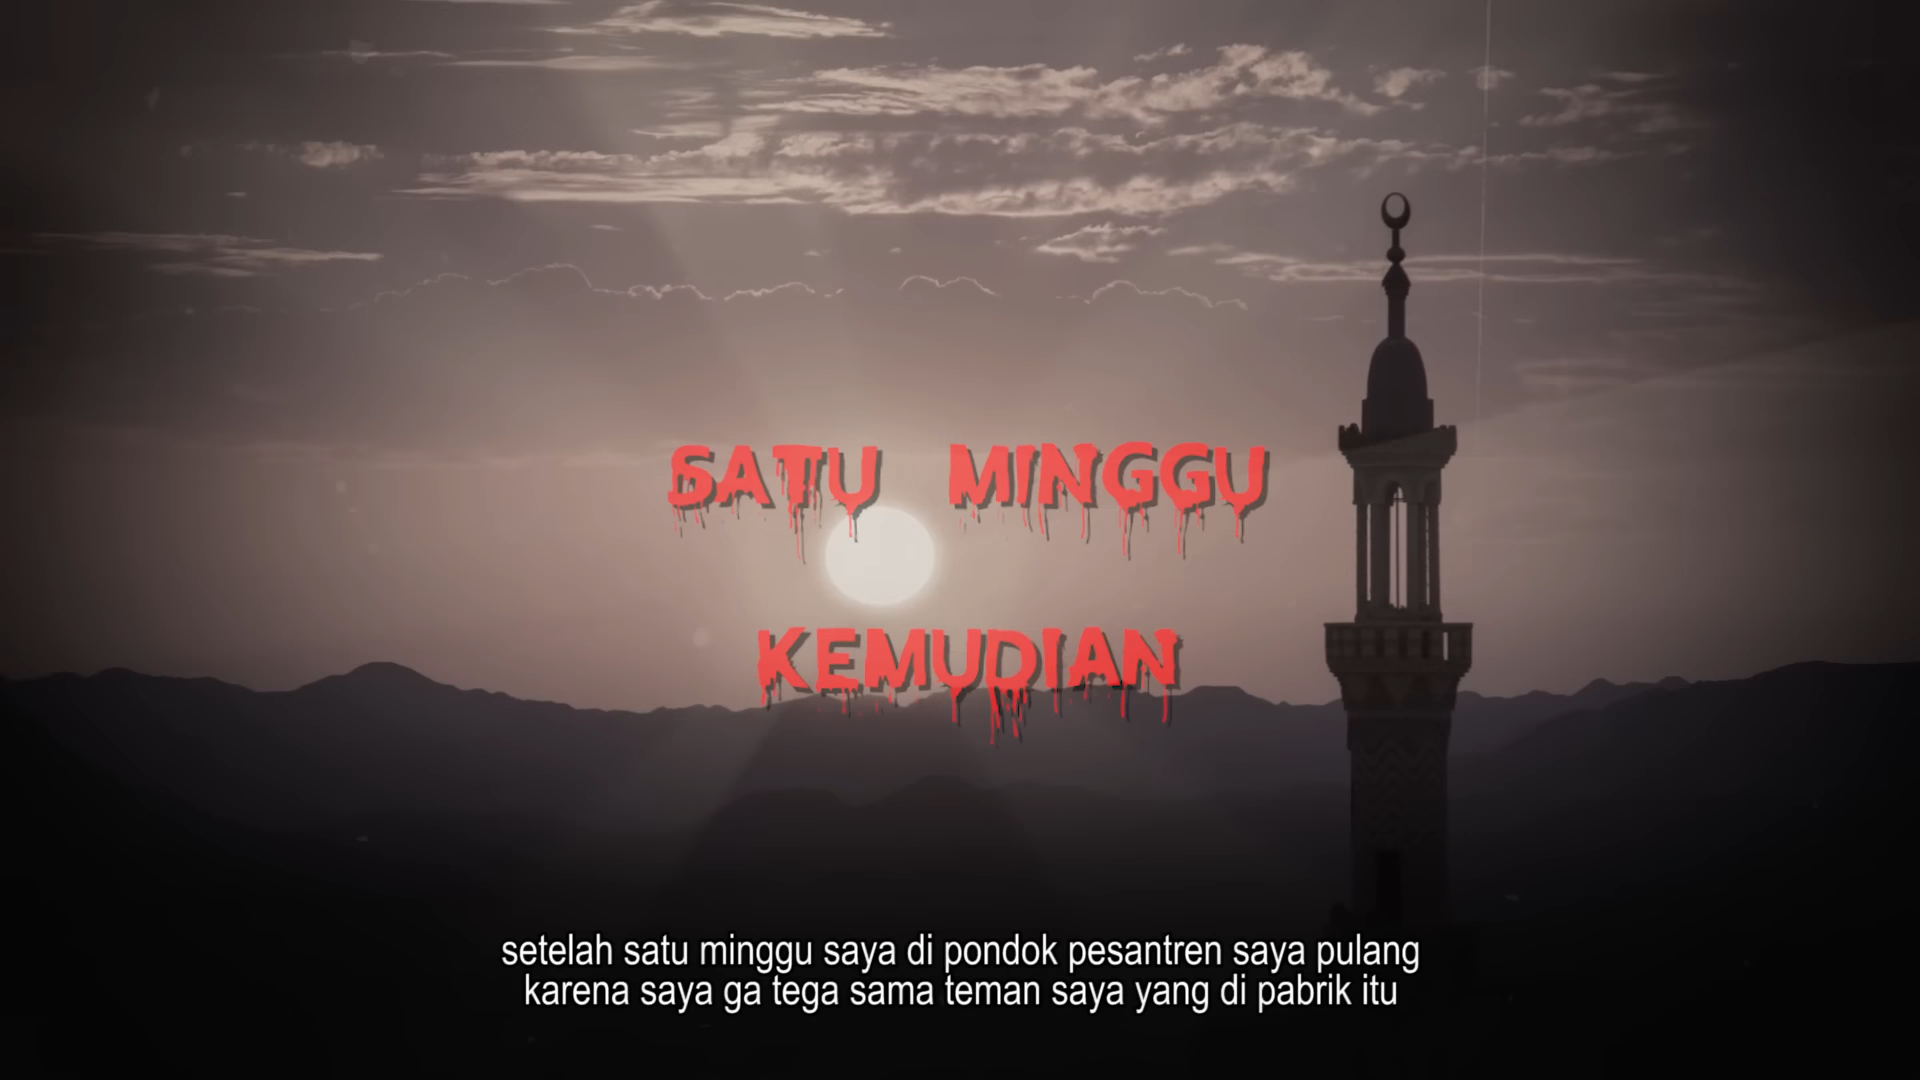 SATU MINGGU
KEMUDIAN
setelah satu minggu saya di pondok pesantren saya pulang
karena saya ga tega sama teman saya yang di pabrik itu